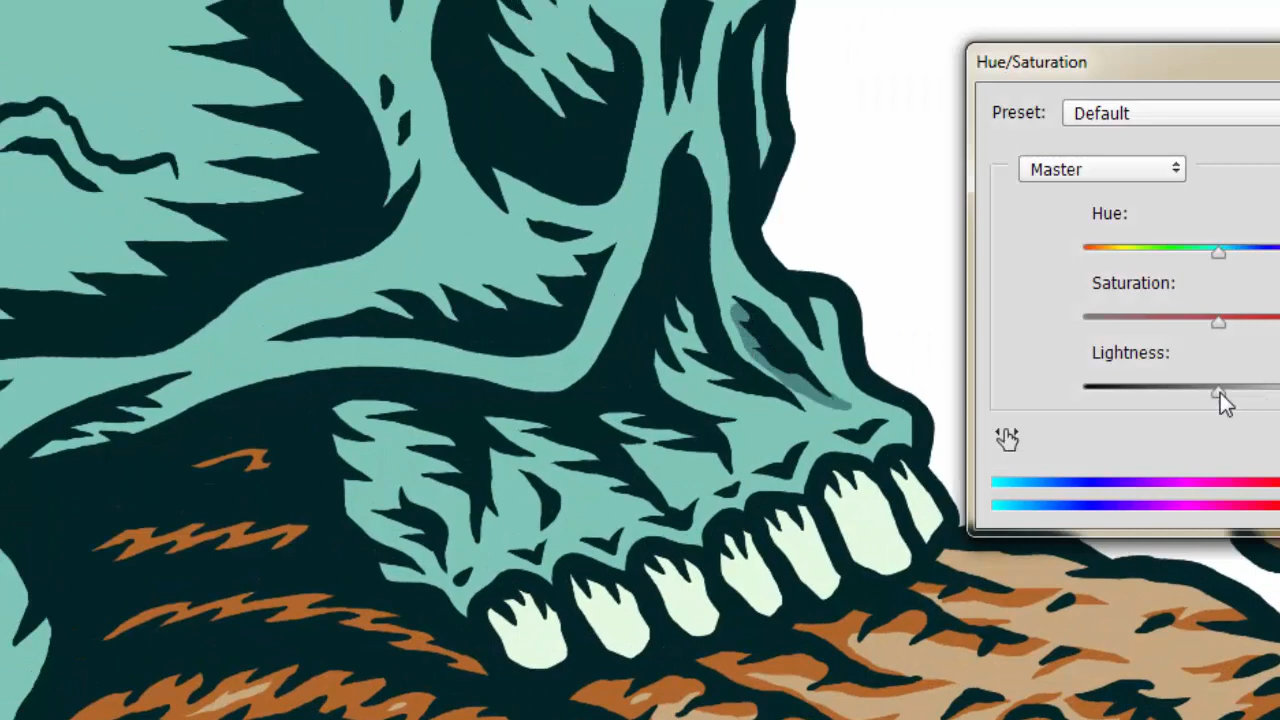 Hue/Saturation
Preset: Default
Master
Hue:
Saturation:
Lightness: